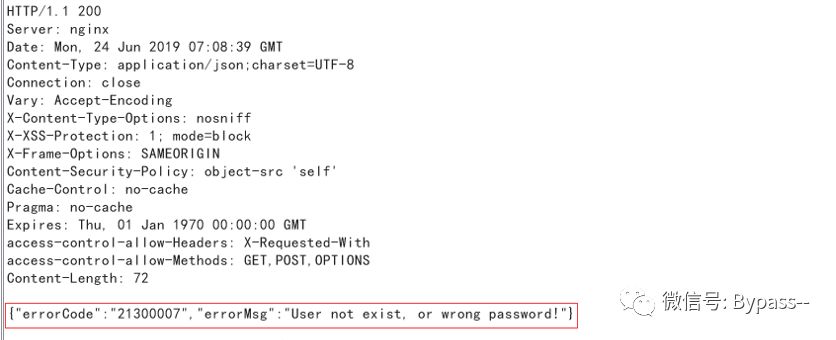 HTTP/1.1 200
Server: nginx
Date: Mon, 24 Jun 2019 07:08:39 GMT
Content-Type: application/json;charset=UTF-8
Connection: close
Vary: Accept-Encoding
X-Content-Type-Options: nosniff
X-XSS-Protection: 1; mode=block
X-Frame-Options: SAMEORIGIN
Content-Security-Policy: object-src 'self'
Cache-Control: no-cache
Pragma: no-cache
Expires: Thu, 01 Jan 1970 00:00:00 GMT
access-control-allow-Headers: X-Requested-With
access-control-allow-Methods: GET,POST,OPTIONS
Content-Length: 72
{"errorCode":"21300007","errorMsg":"User not exist, or wrong password!"}
微信号: Bypass--